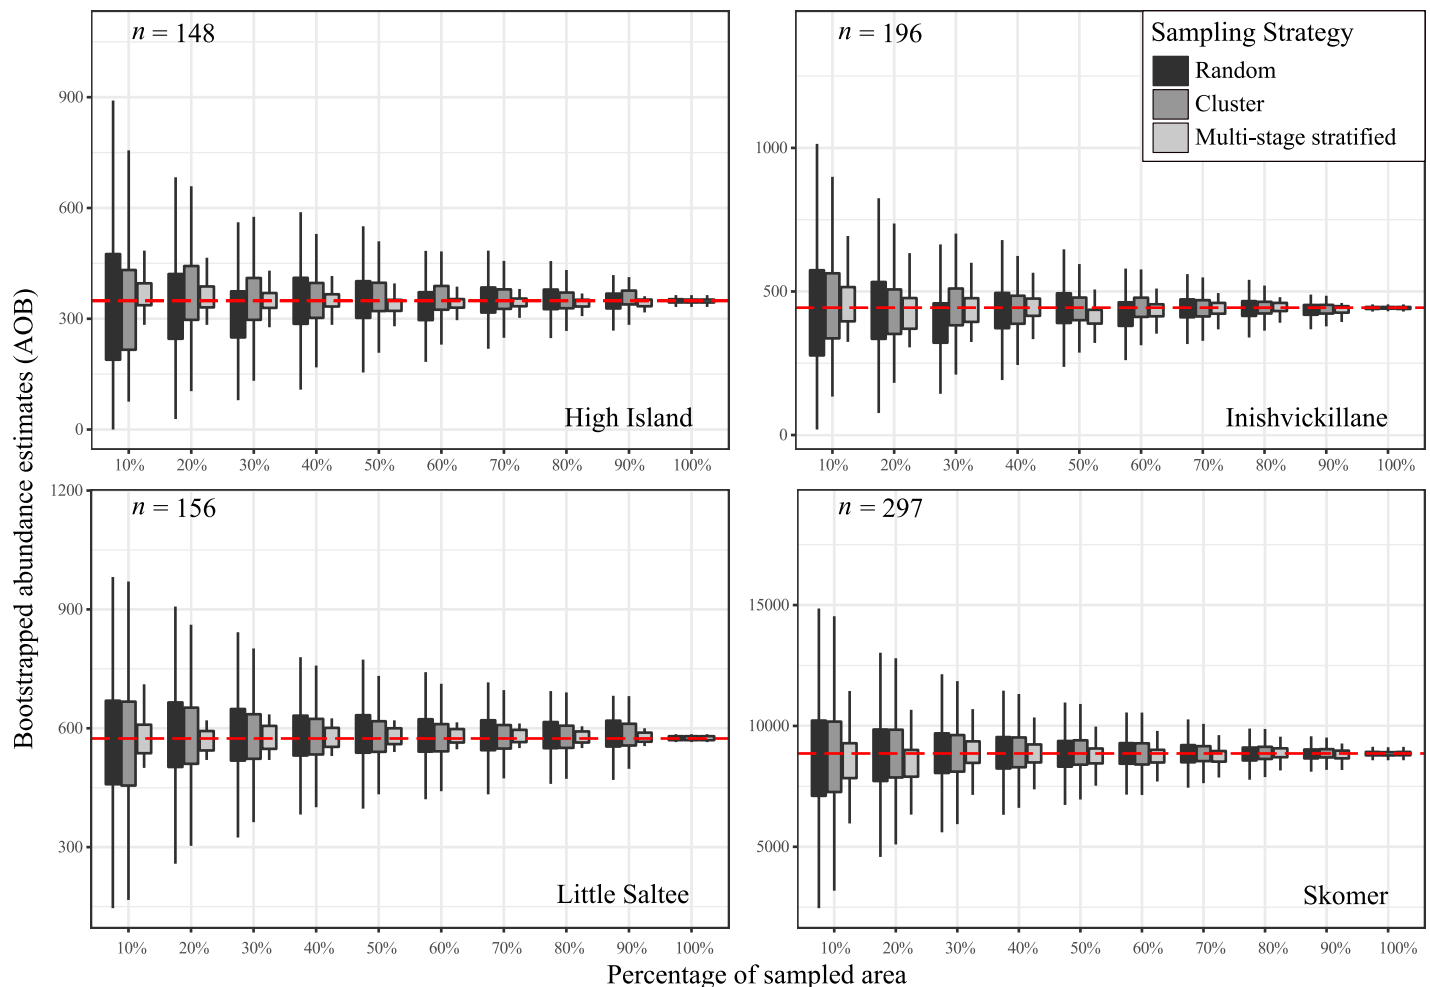 n = 148
900
600
300
0
High Island
10% 20% 30% 40% 50% 60% 70% 80% 90% 100%
n = 196
Sampling Strategy
Random
Cluster
Multi-stage stratified
1000
500
0
Inishvickillane
10% 20% 30% 40% 50% 60% 70% 80% 90% 100%
Bootstrapped abundance estimates (AOB)
n = 156
1200
900
600
300
Little Saltee
10% 20% 30% 40% 50% 60% 70% 80% 90% 100%
n = 297
15000
10000
5000
Skomer
10% 20% 30% 40% 50% 60% 70% 80% 90% 100%
Percentage of sampled area